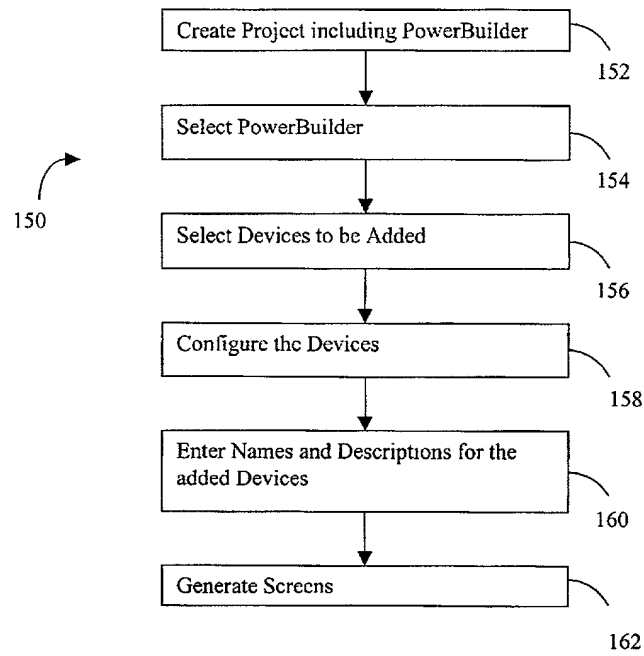 Create Project including PowerBuilder
152
Select PowerBuilder
154
150
Select Devices to be Added
156
Configure the Devices
158
Enter Names and Descriptions for the
added Devices
160
Generate Screens
162